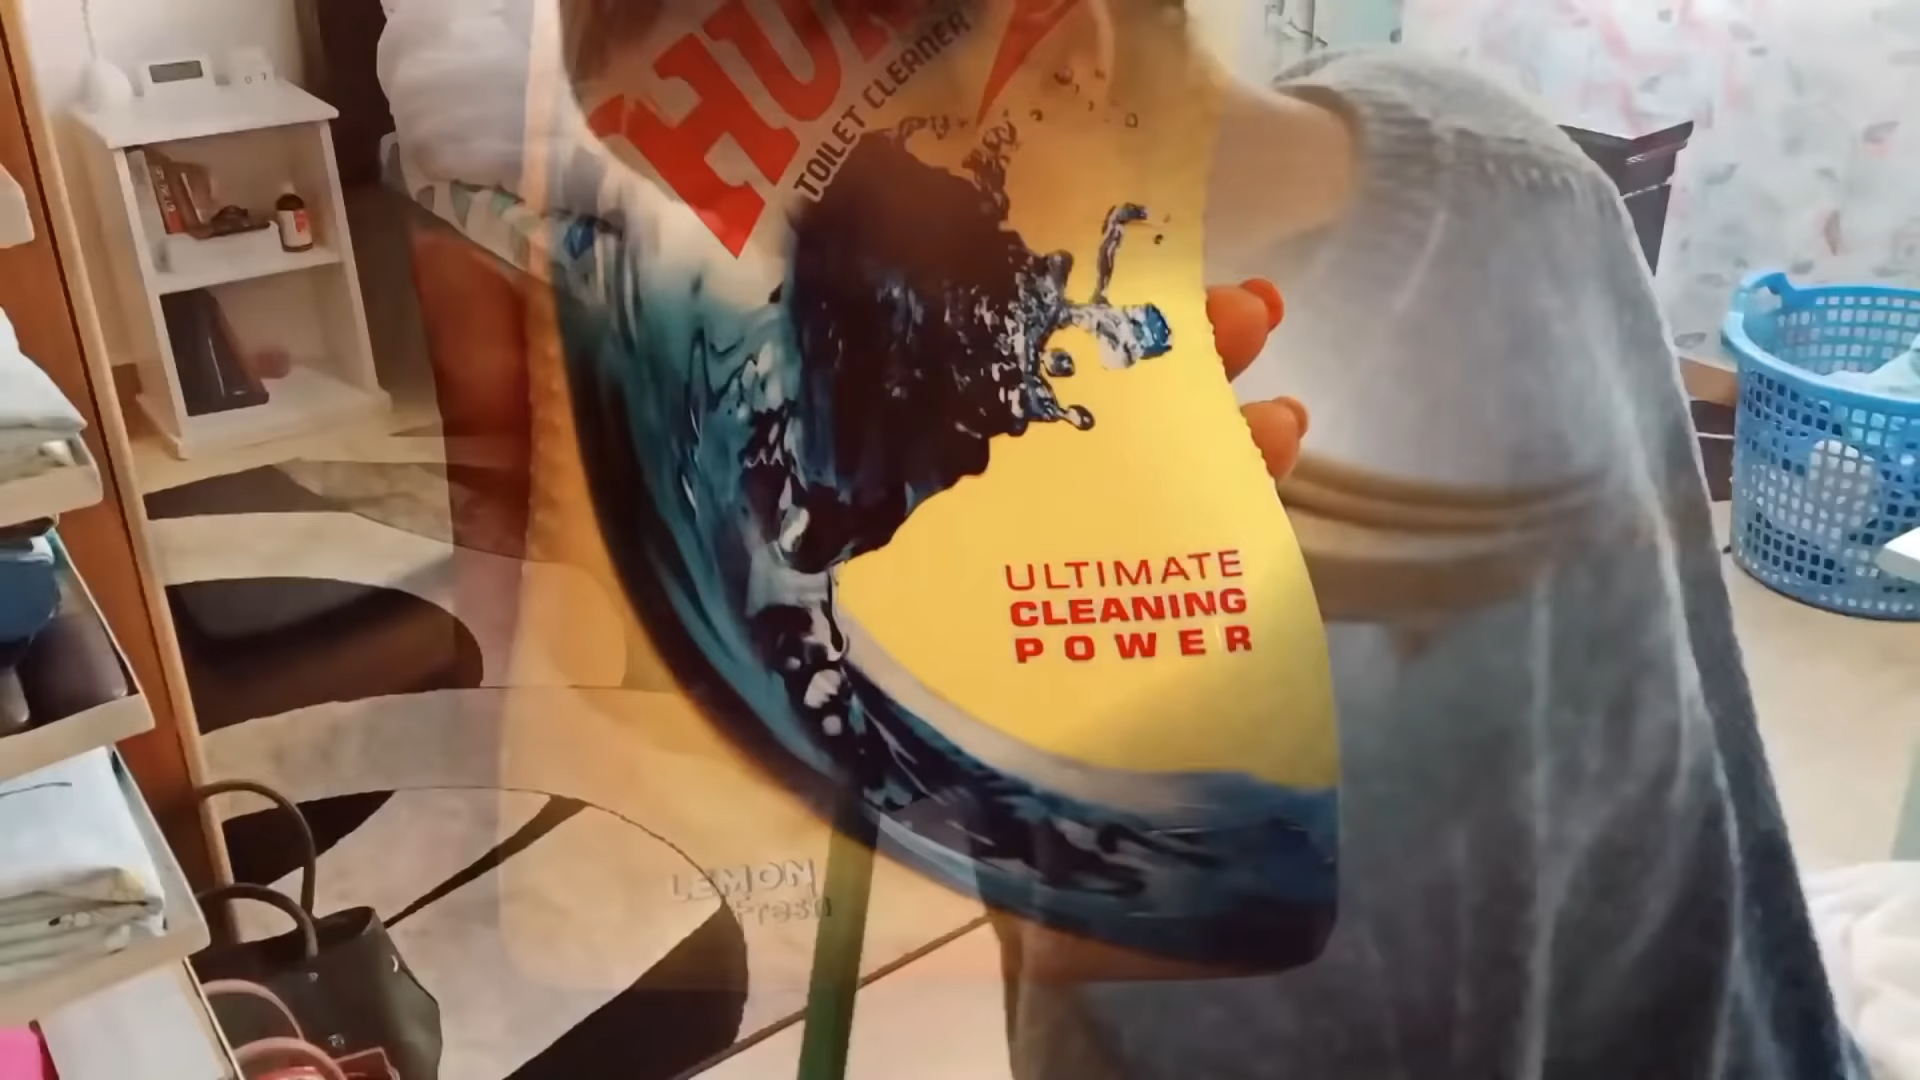 TOILET CLEANER
ULTIMATE
CLEANING
POWER
LEMON
Fresh